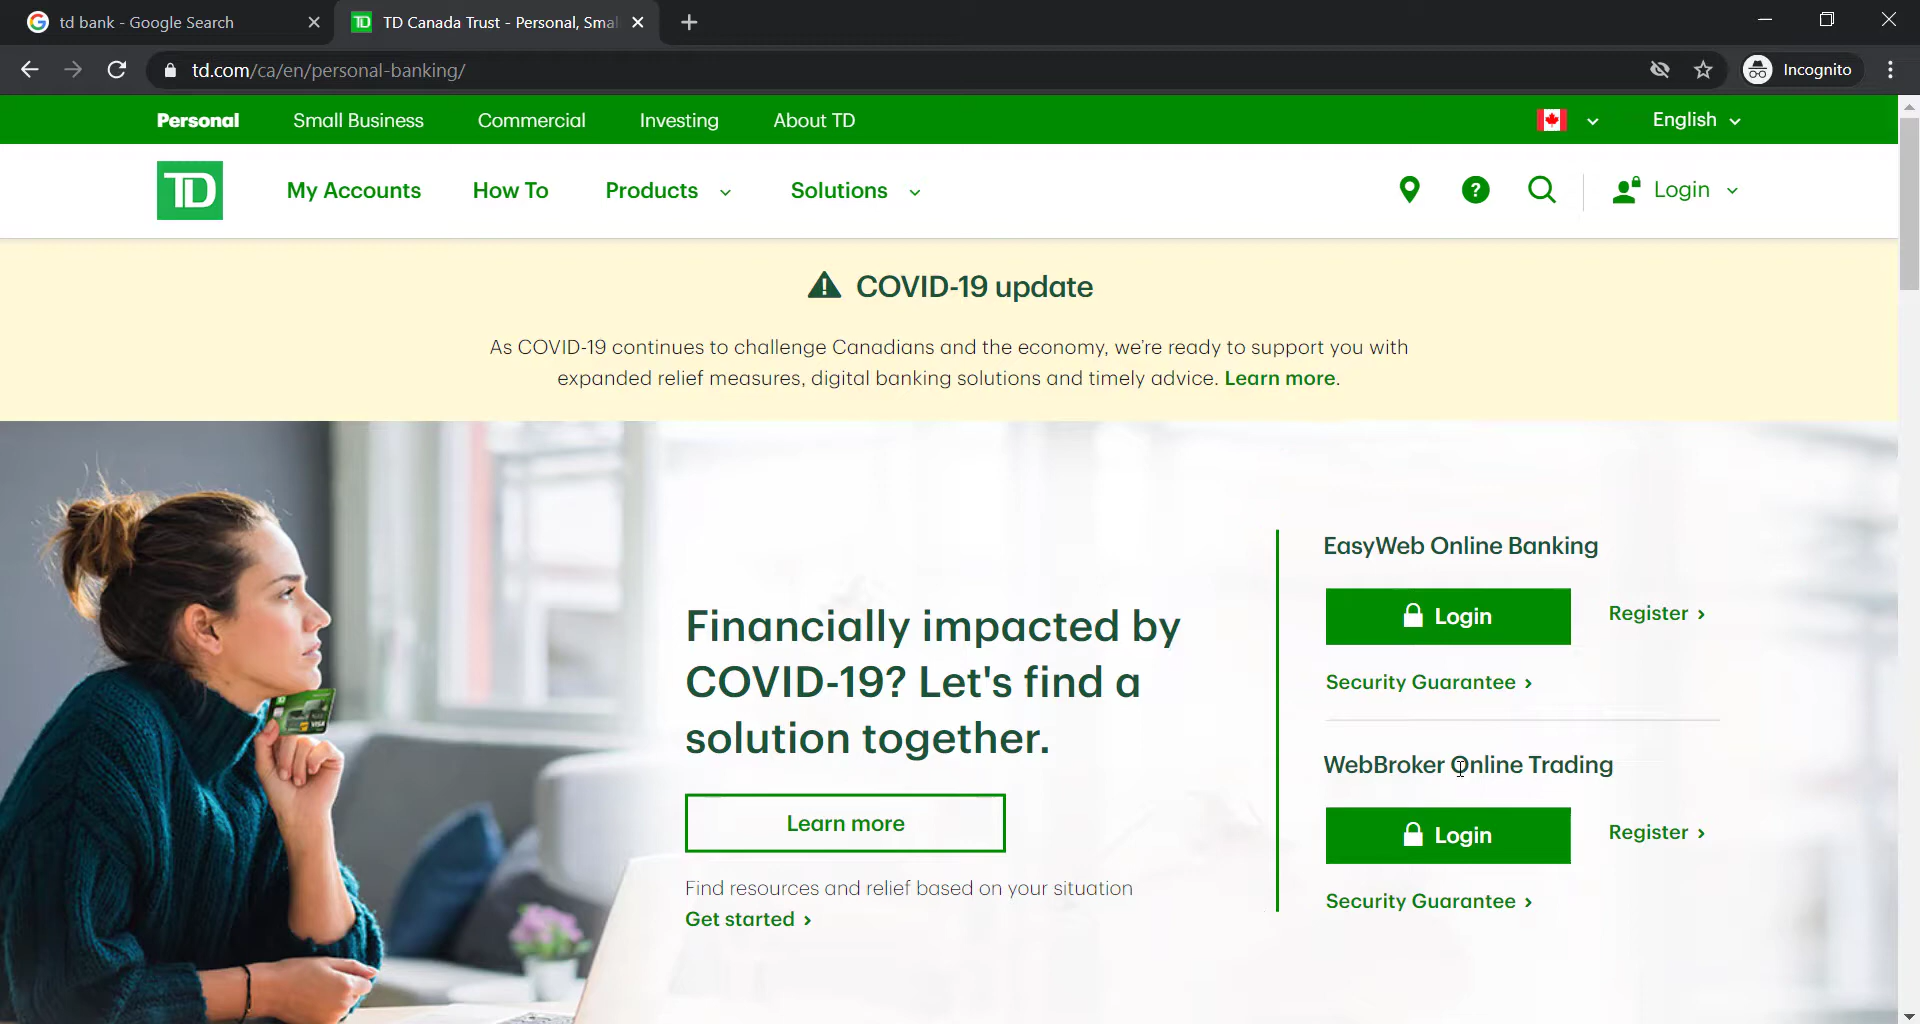 td bank - Google Search
TD Canada Trust - Personal, Smal
td.com/ca/en/personal-banking/
Incognito
Personal
Small Business
Commercial
Investing
About TD
English
TD
My Accounts
How To
Products
Solutions
Login
COVID-19 update
As COVID-19 continues to challenge Canadians and the economy, we're ready to support you with
expanded relief measures, digital banking solutions and timely advice. Learn more.
Financially impacted by
COVID-19? Let's find a
solution together.
Learn more
Find resources and relief based on your situation
Get started ›
EasyWeb Online Banking
Login
Register ›
Security Guarantee ›
WebBroker Online Trading
Login
Register ›
Security Guarantee ›